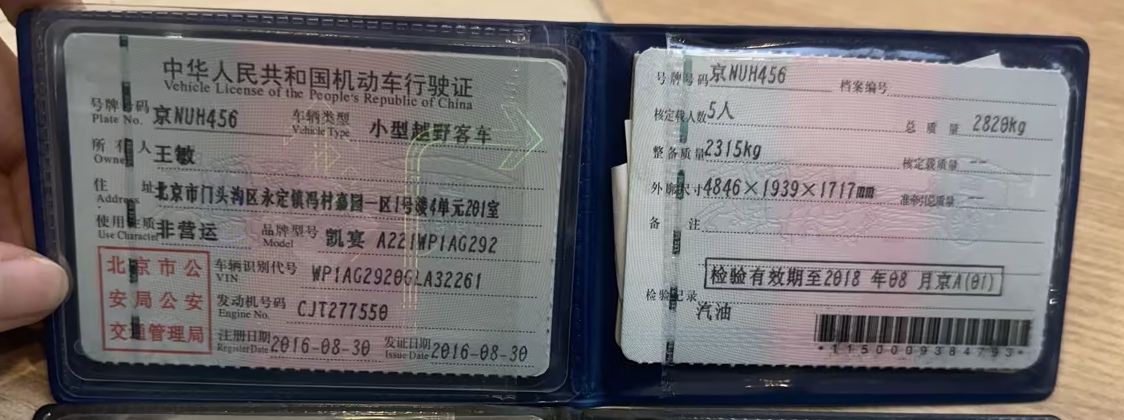 中华人民共和国机动车行驶证
Vehicle License of the People's Republic of China
号牌号码 京NUH456 车辆类型 小型越野客车
Plate No. Vehicle Type
所有人 王敏
Owner
住址 北京市门头沟区永定镇冯村嘉园一区1号楼4单元201室
Address
使用性质 非营运 品牌型号 凯宴 A221WP1AG292
Use Character Model
北京市公
安局公安
交通管理局
车辆识别代号 WP1AG2920GLA32261
VIN
发动机号码 CJT277550
Engine No.
注册日期 2016-08-30 发证日期 2016-08-30
Register Date Issue Date
号牌号码 京NUH456 档案编号
核定载人数 5人 总质量 2820kg
整备质量 2315kg 核定载质量 --
外廓尺寸 4846×1939×1717mm 准牵引总质量 --
备注
检验有效期至2018 年08 月京A(01)
检验记录
汽油
*1150009384793*